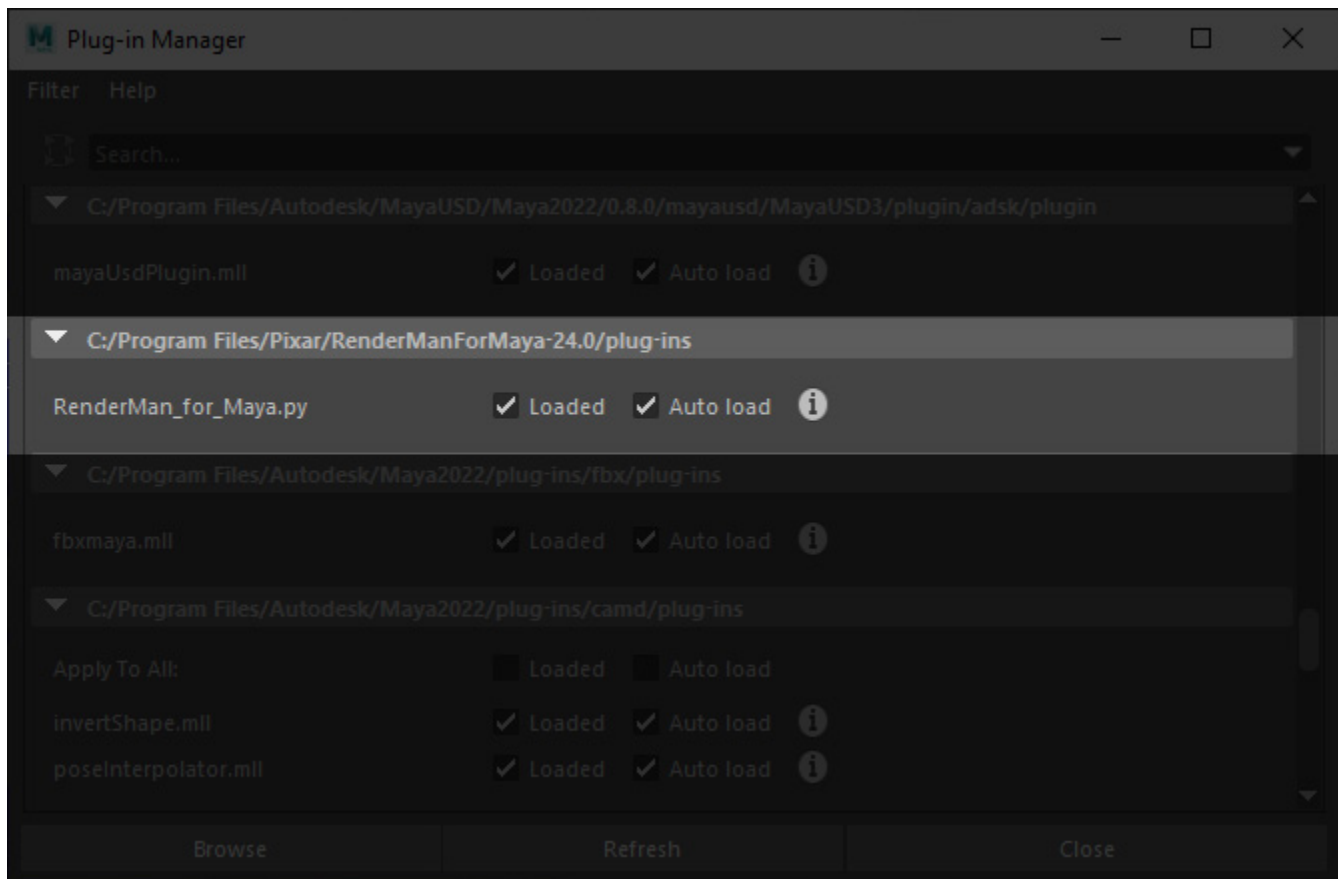 Plug-in Manager
Filter Help
Search...
C:/Program Files/Autodesk/MayaUSD/Maya2022/0.8.0/mayausd/MayaUSD3/plugin/adsk/plugin
mayaUsdPlugin.mll Loaded Auto load
C:/Program Files/Pixar/RenderManForMaya-24.0/plug-ins
RenderMan_for_Maya.py Loaded Auto load
C:/Program Files/Autodesk/Maya2022/plug-ins/fbx/plug-ins
fbxmaya.mll Loaded Auto load
C:/Program Files/Autodesk/Maya2022/plug-ins/camd/plug-ins
Apply To All: Loaded Auto load
invertShape.mll Loaded Auto load
poseInterpolator.mll Loaded Auto load
Browse Refresh Close